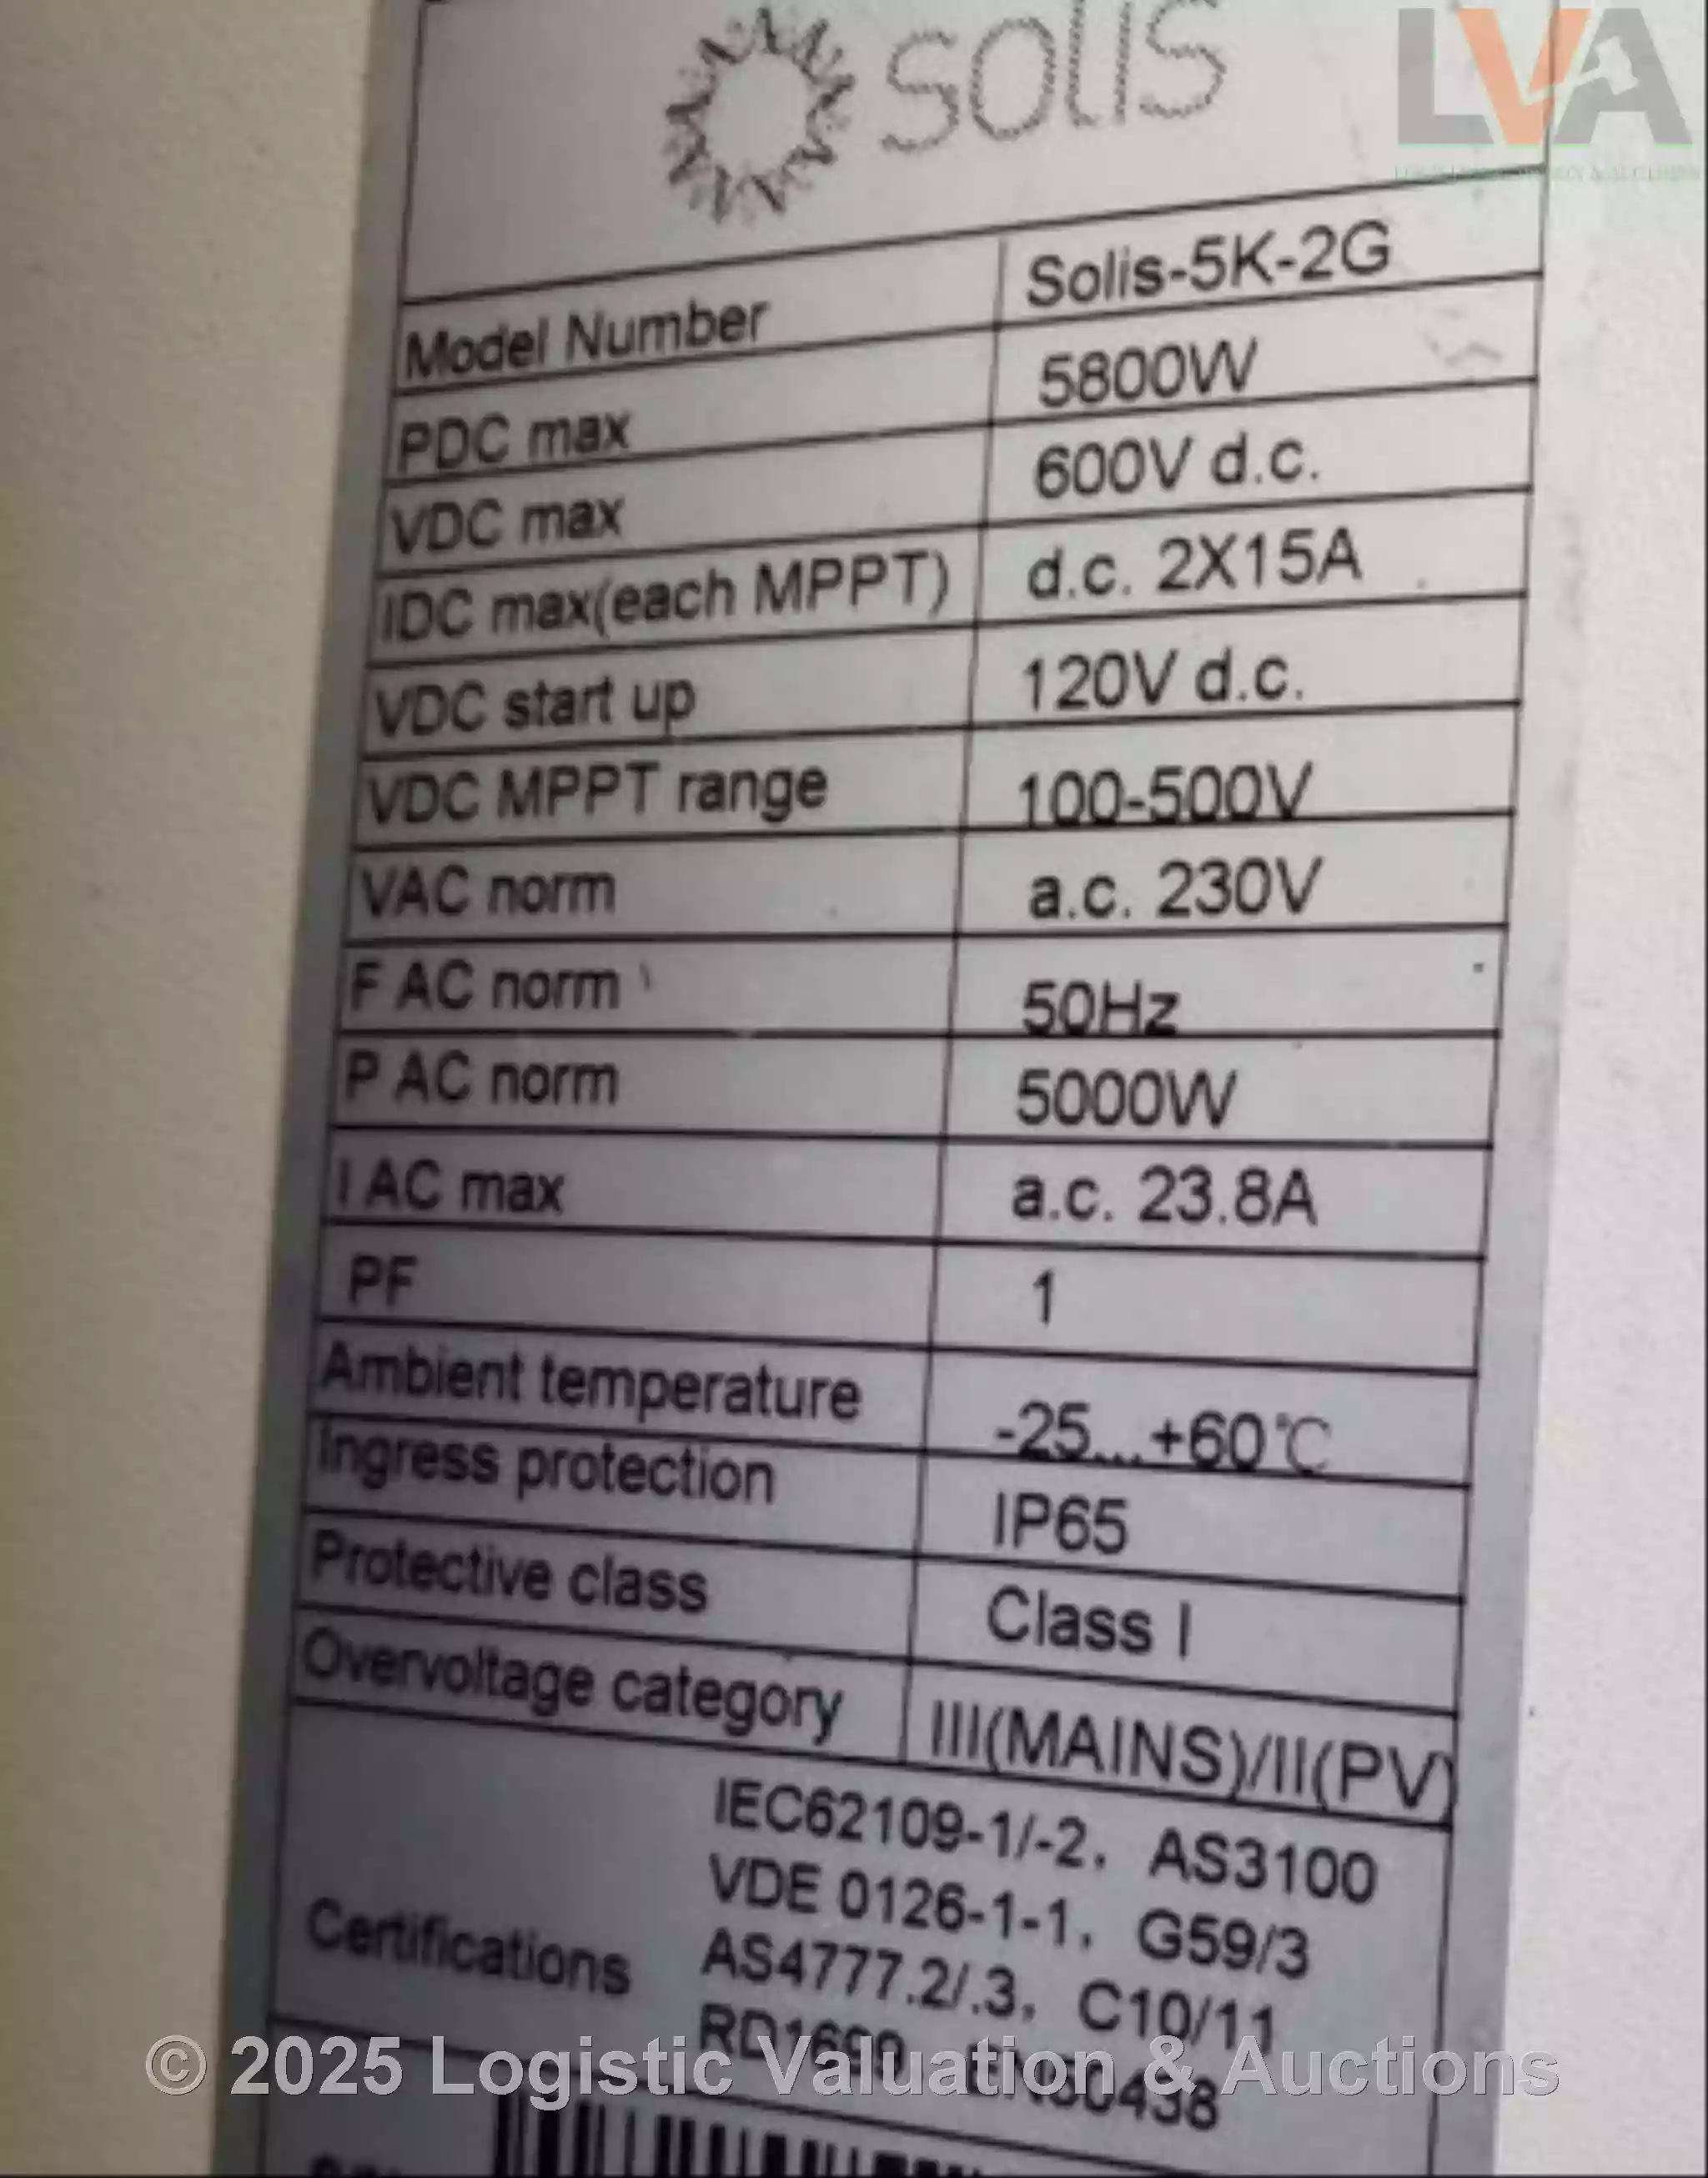 solis
LVA
Model Number Solis-5K-2G
PDC max 5800W
VDC max 600V d.c.
IDC max(each MPPT) d.c. 2X15A
VDC start up 120V d.c.
VDC MPPT range 100-500V
VAC norm a.c. 230V
F AC norm 50Hz
P AC norm 5000W
I AC max a.c. 23.8A
PF 1
Ambient temperature -25...+60℃
Ingress protection IP65
Protective class Class I
Overvoltage category III(MAINS)/II(PV)
IEC62109-1/-2, AS3100
VDE 0126-1-1, G59/3
Certifications AS4777.2/.3, C10/11
RD1699 EN50438
© 2025 Logistic Valuation & Auctions